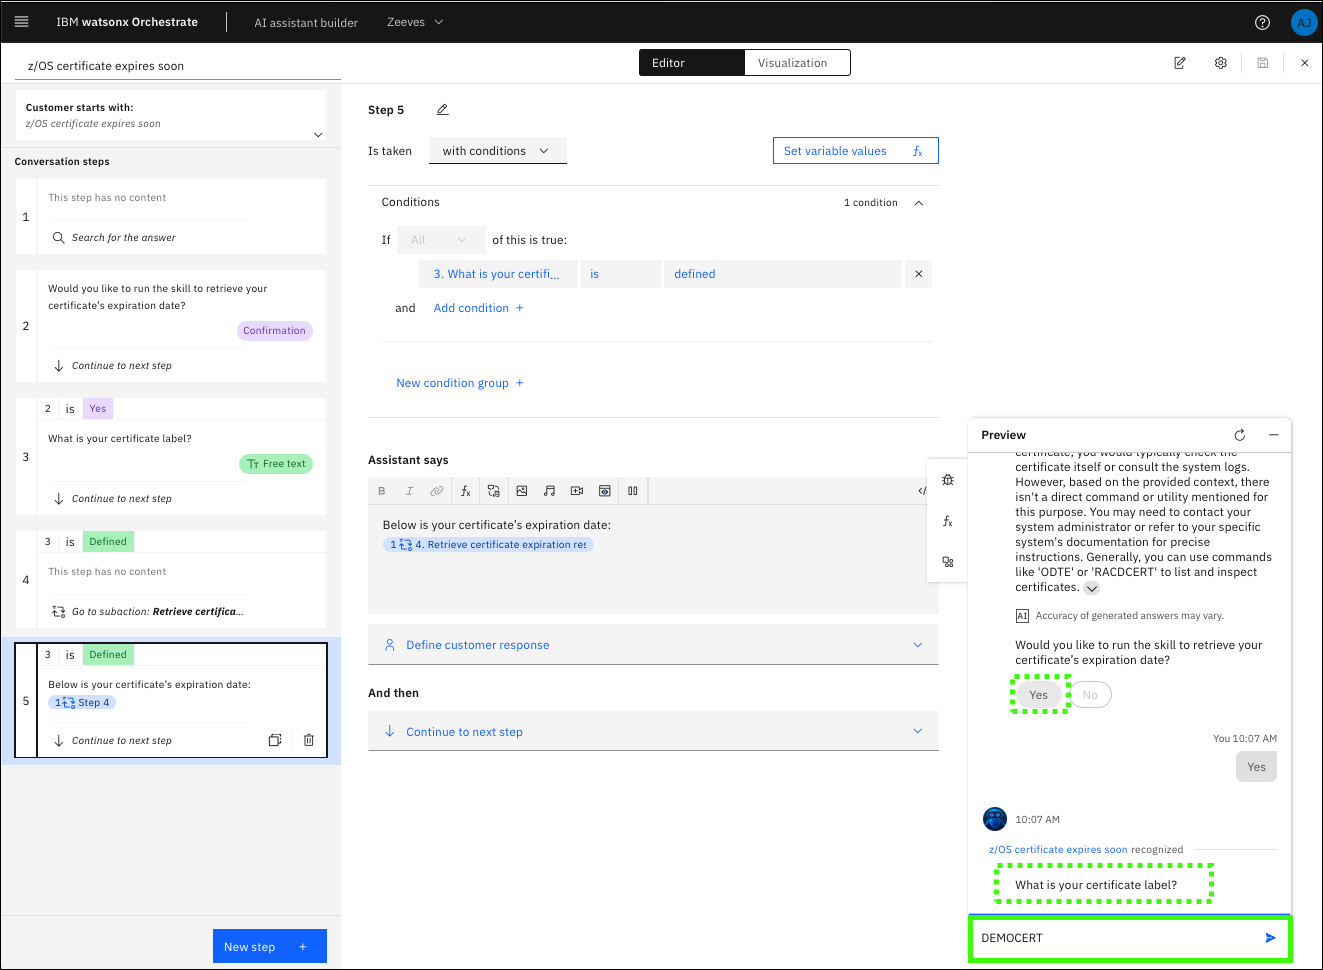 IBM watsonx Orchestrate
AI assistant builder
Zeeves
AJ
z/OS certificate expires soon
Editor
Visualization
Customer starts with:
z/OS certificate expires soon
Conversation steps
1
This step has no content
Search for the answer
2
Would you like to run the skill to retrieve your
certificate's expiration date?
Confirmation
Continue to next step
3
2 is Yes
What is your certificate label?
Free text
Continue to next step
4
3 is Defined
This step has no content
Go to subaction: Retrieve certifica...
5
3 is Defined
Below is your certificate's expiration date:
1 Step 4
Continue to next step
New step +
Step 5
Is taken
with conditions
Set variable values fx
Conditions
1 condition
If All of this is true:
3. What is your certifi... is defined
and Add condition +
New condition group +
Assistant says
B I fx </
Below is your certificate's expiration date:
1 4. Retrieve certificate expiration res
Define customer response
And then
Continue to next step
fx
Preview
certificate, you would typically check the
certificate itself or consult the system logs.
However, based on the provided context, there
isn't a direct command or utility mentioned for
this purpose. You may need to contact your
system administrator or refer to your specific
system's documentation for precise
instructions. Generally, you can use commands
like 'ODTE' or 'RACDCERT' to list and inspect
certificates.
AI Accuracy of generated answers may vary.
Would you like to run the skill to retrieve your
certificate's expiration date?
Yes No
You 10:07 AM
Yes
10:07 AM
z/OS certificate expires soon recognized
What is your certificate label?
DEMOCERT